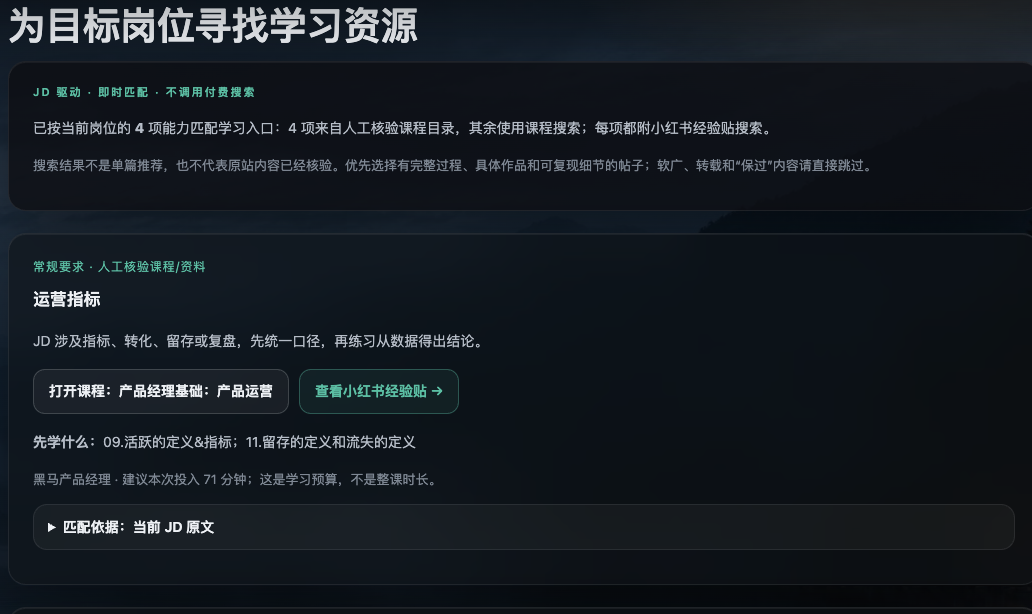 为目标岗位寻找学习资源
JD 驱动 · 即时匹配 · 不调用付费搜索
已按当前岗位的 4 项能力匹配学习入口：4 项来自人工核验课程目录，其余使用课程搜索；每项都附小红书经验贴搜索。
搜索结果不是单篇推荐，也不代表原站内容已经核验。优先选择有完整过程、具体作品和可复现细节的帖子；软广、转载和“保过”内容请直接跳过。
常规要求 · 人工核验课程/资料
运营指标
JD 涉及指标、转化、留存或复盘，先统一口径，再练习从数据得出结论。
打开课程：产品经理基础：产品运营
查看小红书经验贴 →
先学什么：09.活跃的定义&指标；11.留存的定义和流失的定义
黑马产品经理 · 建议本次投入 71 分钟；这是学习预算，不是整课时长。
▶ 匹配依据：当前 JD 原文